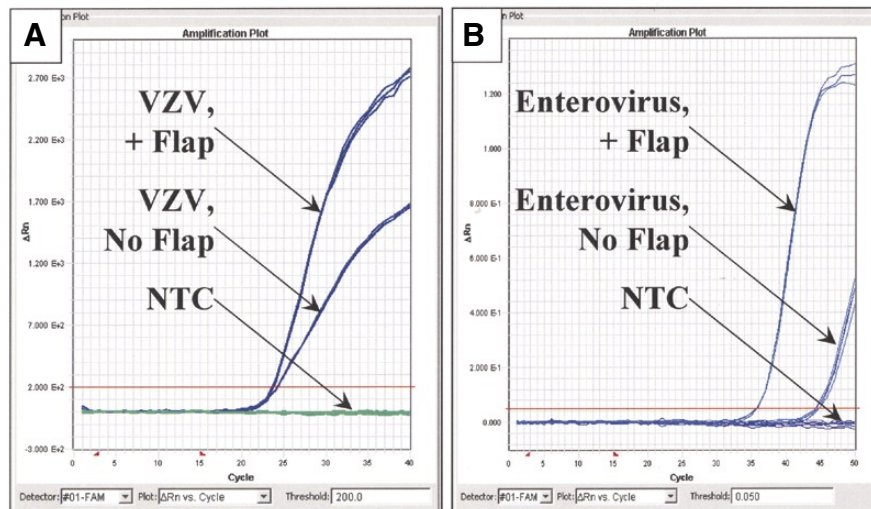 A
on Plot
Amplification Plot
2.700 E+3
2.200 E+3
1.700 E+3
1.200 E+3
7.000 E+2
2.000 E+2
-3.000 E+2
ΔRn
VZV,
+ Flap
VZV,
No Flap
NTC
0 5 10 15 20 25 30 35 40
Cycle
Detector: #01-FAM Plot: ΔRn vs. Cycle Threshold: 200.0
B
ation Plot
Amplification Plot
1.200
1.000
8.000 E-1
6.000 E-1
4.000 E-1
2.000 E-1
0.000
ΔRn
Enterovirus,
+ Flap
Enterovirus,
No Flap
NTC
0 5 10 15 20 25 30 35 40 45 50
Cycle
Detector: #01-FAM Plot: ΔRn vs. Cycle Threshold: 0.050